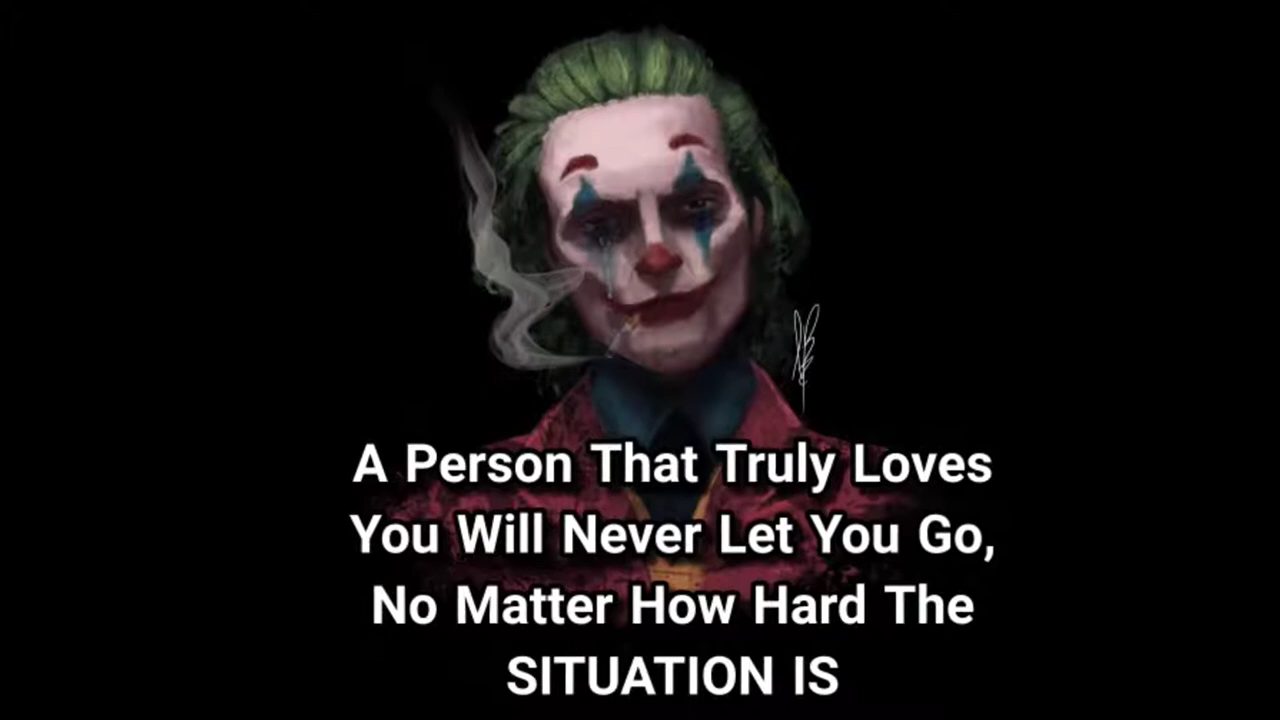 A Person That Truly Loves
You Will Never Let You Go,
No Matter How Hard The
SITUATION IS